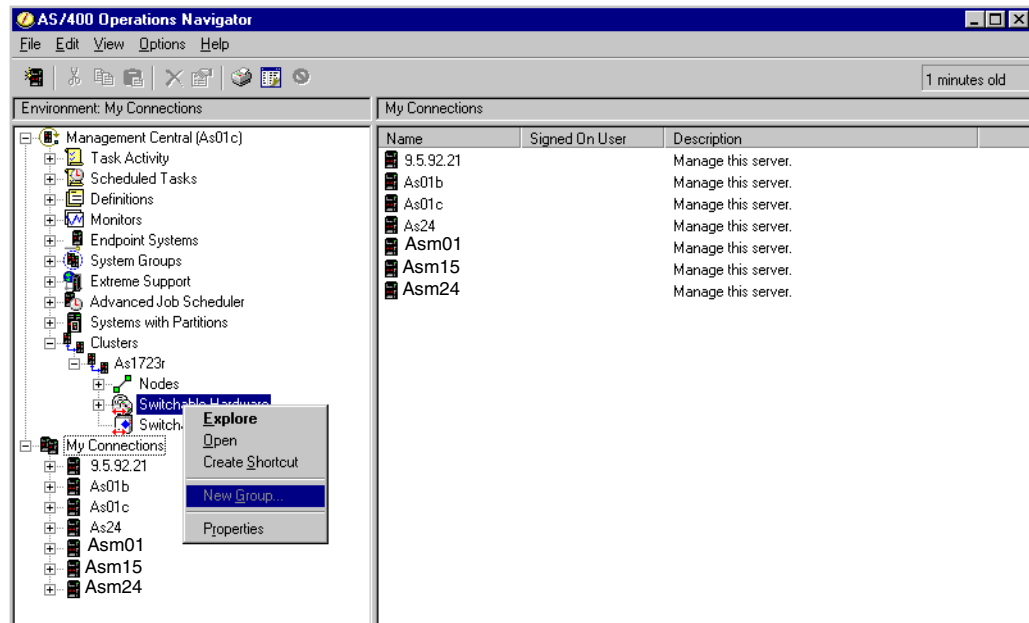 AS/400 Operations Navigator
File Edit View Options Help
1 minutes old
Environment: My Connections
My Connections
Management Central (As01c)
Task Activity
Scheduled Tasks
Definitions
Monitors
Endpoint Systems
System Groups
Extreme Support
Advanced Job Scheduler
Systems with Partitions
Clusters
As1723r
Nodes
Switchable Hardware
Switch
My Connections
9.5.92.21
As01b
As01c
As24
Asm01
Asm15
Asm24
Explore
Open
Create Shortcut
New Group...
Properties
Name Signed On User Description
9.5.92.21 Manage this server.
As01b Manage this server.
As01c Manage this server.
As24 Manage this server.
Asm01 Manage this server.
Asm15 Manage this server.
Asm24 Manage this server.